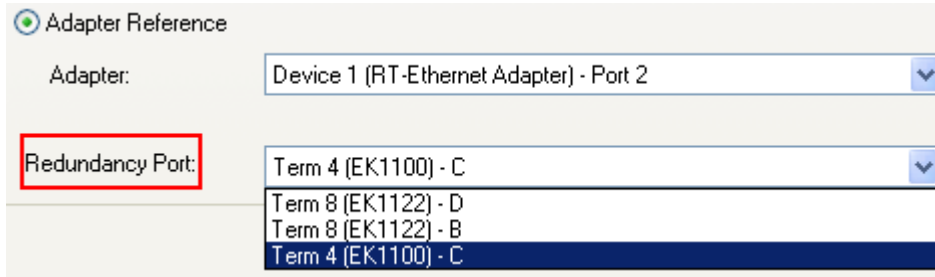 Adapter Reference
Adapter: Device 1 (RT-Ethernet Adapter) - Port 2
Redundancy Port: Term 4 (EK1100) - C
Term 8 (EK1122) - D
Term 8 (EK1122) - B
Term 4 (EK1100) - C